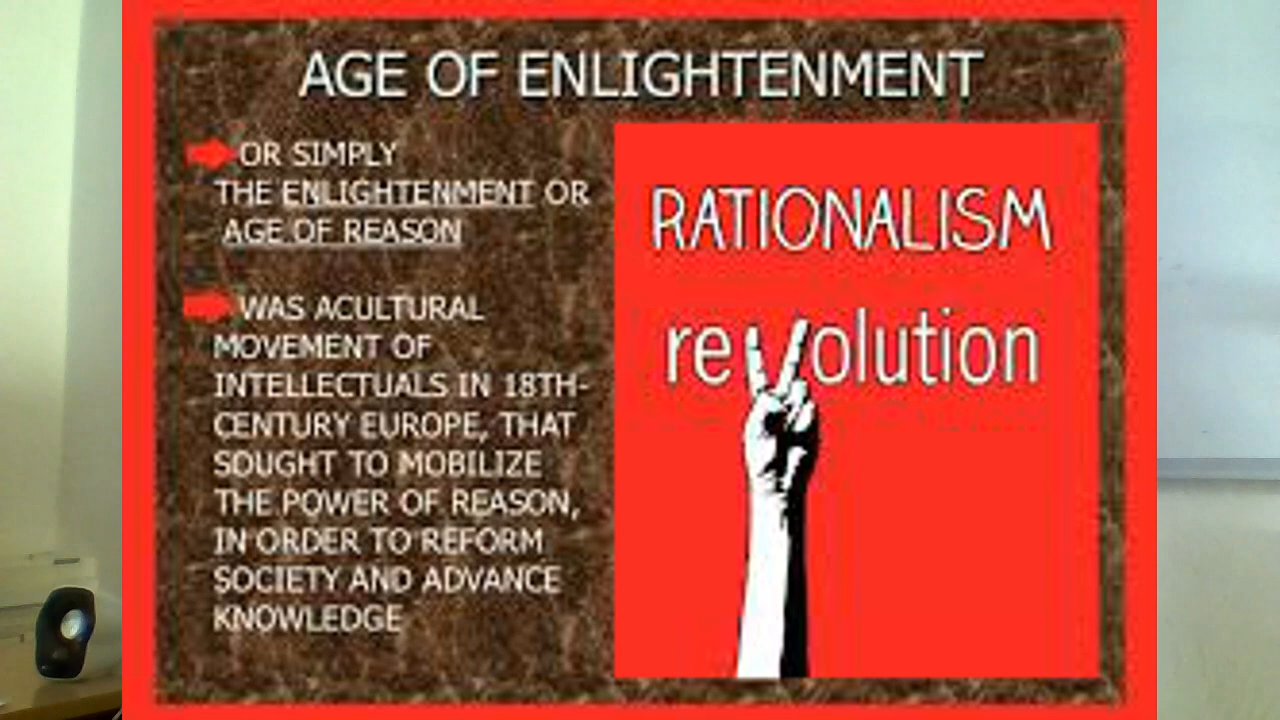 AGE OF ENLIGHTENMENT
OR SIMPLY
THE ENLIGHTENMENT OR
AGE OF REASON
WAS ACULTURAL
MOVEMENT OF
INTELLECTUALS IN 18TH-
CENTURY EUROPE, THAT
SOUGHT TO MOBILIZE
THE POWER OF REASON,
IN ORDER TO REFORM
SOCIETY AND ADVANCE
KNOWLEDGE
RATIONALISM
revolution